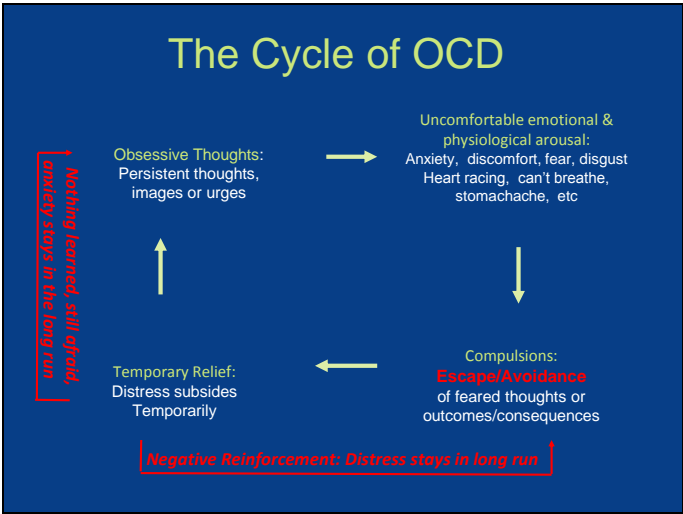 The Cycle of OCD
Obsessive Thoughts:
Persistent thoughts,
images or urges
Uncomfortable emotional &
physiological arousal:
Anxiety, discomfort, fear, disgust
Heart racing, can't breathe,
stomachache, etc
Nothing learned, still afraid,
anxiety stays in the long run
Temporary Relief:
Distress subsides
Temporarily
Compulsions:
Escape/Avoidance
of feared thoughts or
outcomes/consequences
Negative Reinforcement: Distress stays in long run